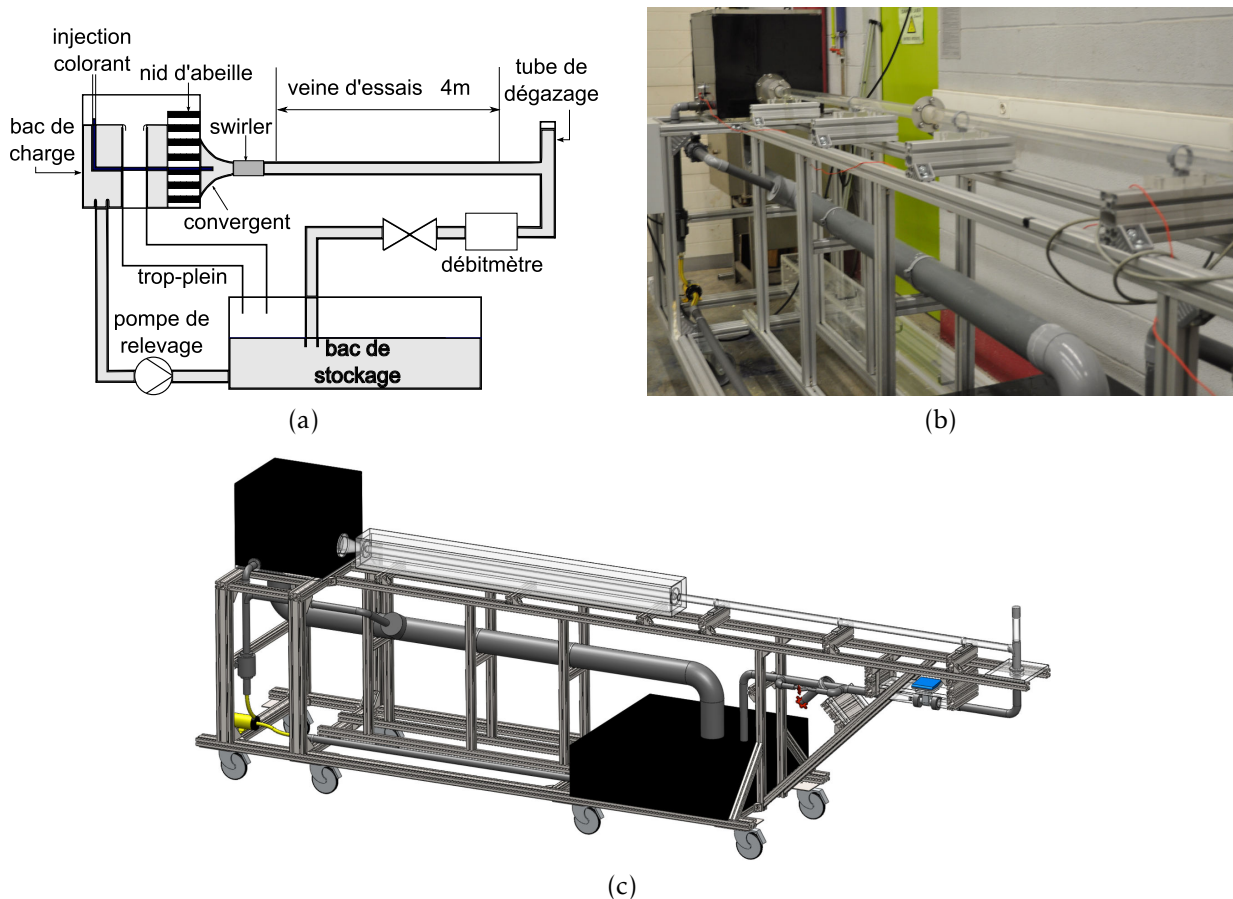 injection
colorant
nid d'abeille
bac de
charge
swirler
veine d'essais 4m
tube de
dégazage
convergent
trop-plein
débitmètre
pompe de
relevage
bac de
stockage
(a)
(b)
(c)